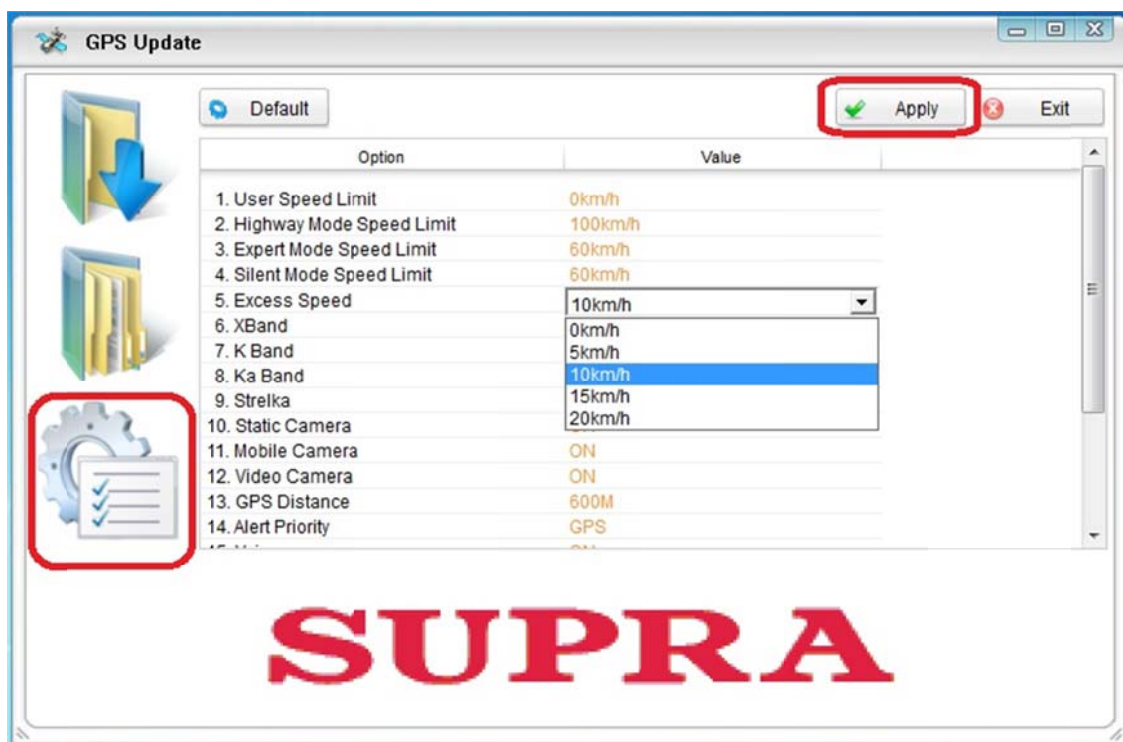 GPS Update
Default Apply Exit
Option Value
1. User Speed Limit 0km/h
2. Highway Mode Speed Limit 100km/h
3. Expert Mode Speed Limit 60km/h
4. Silent Mode Speed Limit 60km/h
5. Excess Speed 10km/h
6. XBand 0km/h
7. K Band 5km/h
8. Ka Band 10km/h
9. Strelka 15km/h
10. Static Camera 20km/h
11. Mobile Camera ON
12. Video Camera ON
13. GPS Distance 600M
14. Alert Priority GPS
SUPRA